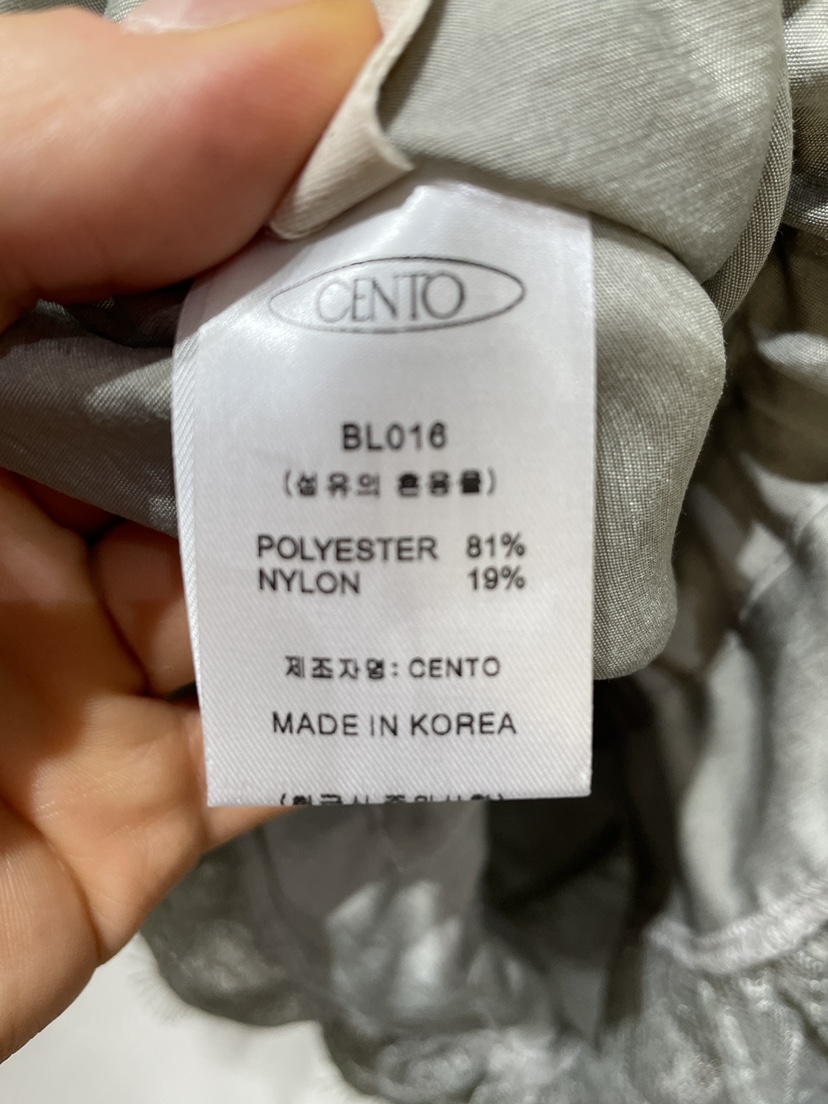 CENTO
BL016
(섬유의 혼용률)
POLYESTER 81%
NYLON 19%
제조자명: CENTO
MADE IN KOREA